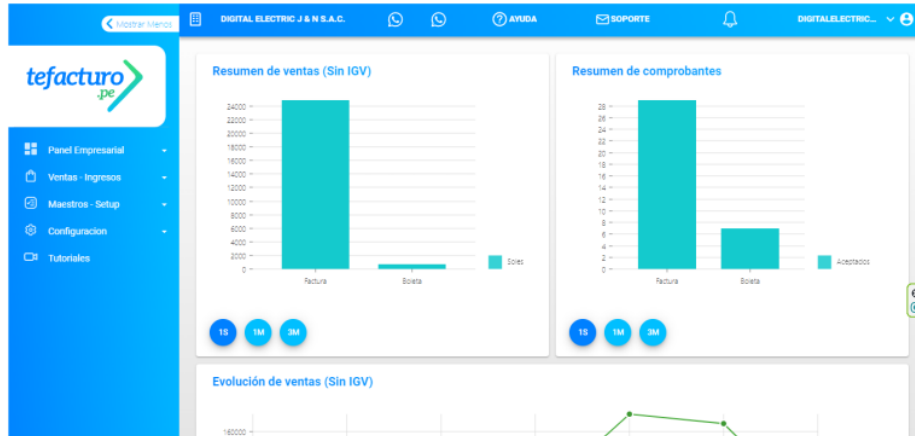 Mostrar Menos
DIGITAL ELECTRIC J & N S.A.C.
AYUDA
SOPORTE
DIGITALELECTRIC...
tefacturo
.pe
Panel Empresarial
Ventas - Ingresos
Maestros - Setup
Configuracion
Tutoriales
Resumen de ventas (Sin IGV)
24000
22000
20000
18000
16000
14000
12000
10000
8000
6000
4000
2000
0
Factura
Boleta
Soles
1S
1M
3M
Resumen de comprobantes
28
26
24
22
20
18
16
14
12
10
8
6
4
2
0
Factura
Boleta
Aceptados
1S
1M
3M
Evolución de ventas (Sin IGV)
160000